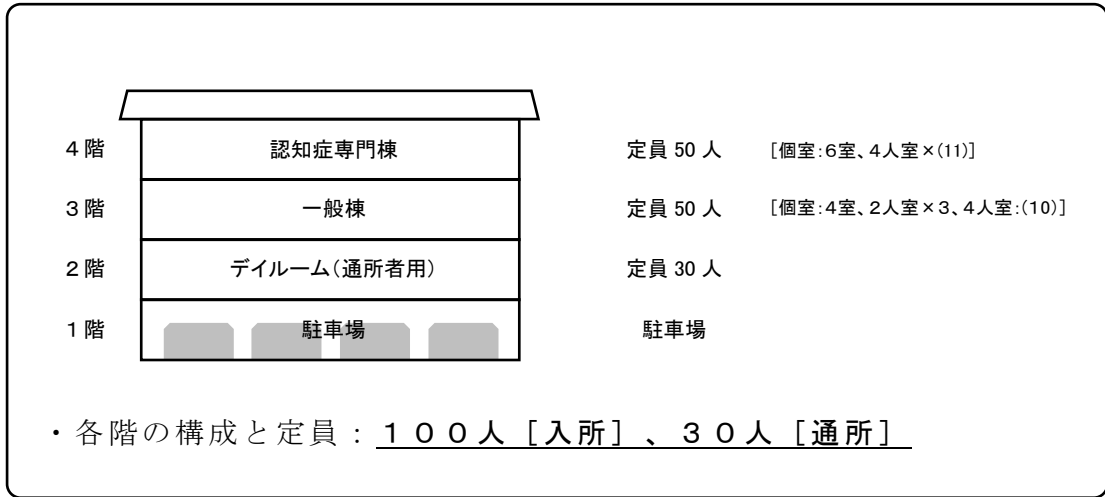 4階 認知症専門棟 定員 50 人 [個室:6室、4人室×(11)]
3階 一般棟 定員 50 人 [個室:4室、2人室×3、4人室:(10)]
2階 デイルーム(通所者用) 定員 30 人
1階 駐車場 駐車場
・各階の構成と定員:100人[入所]、30人[通所]